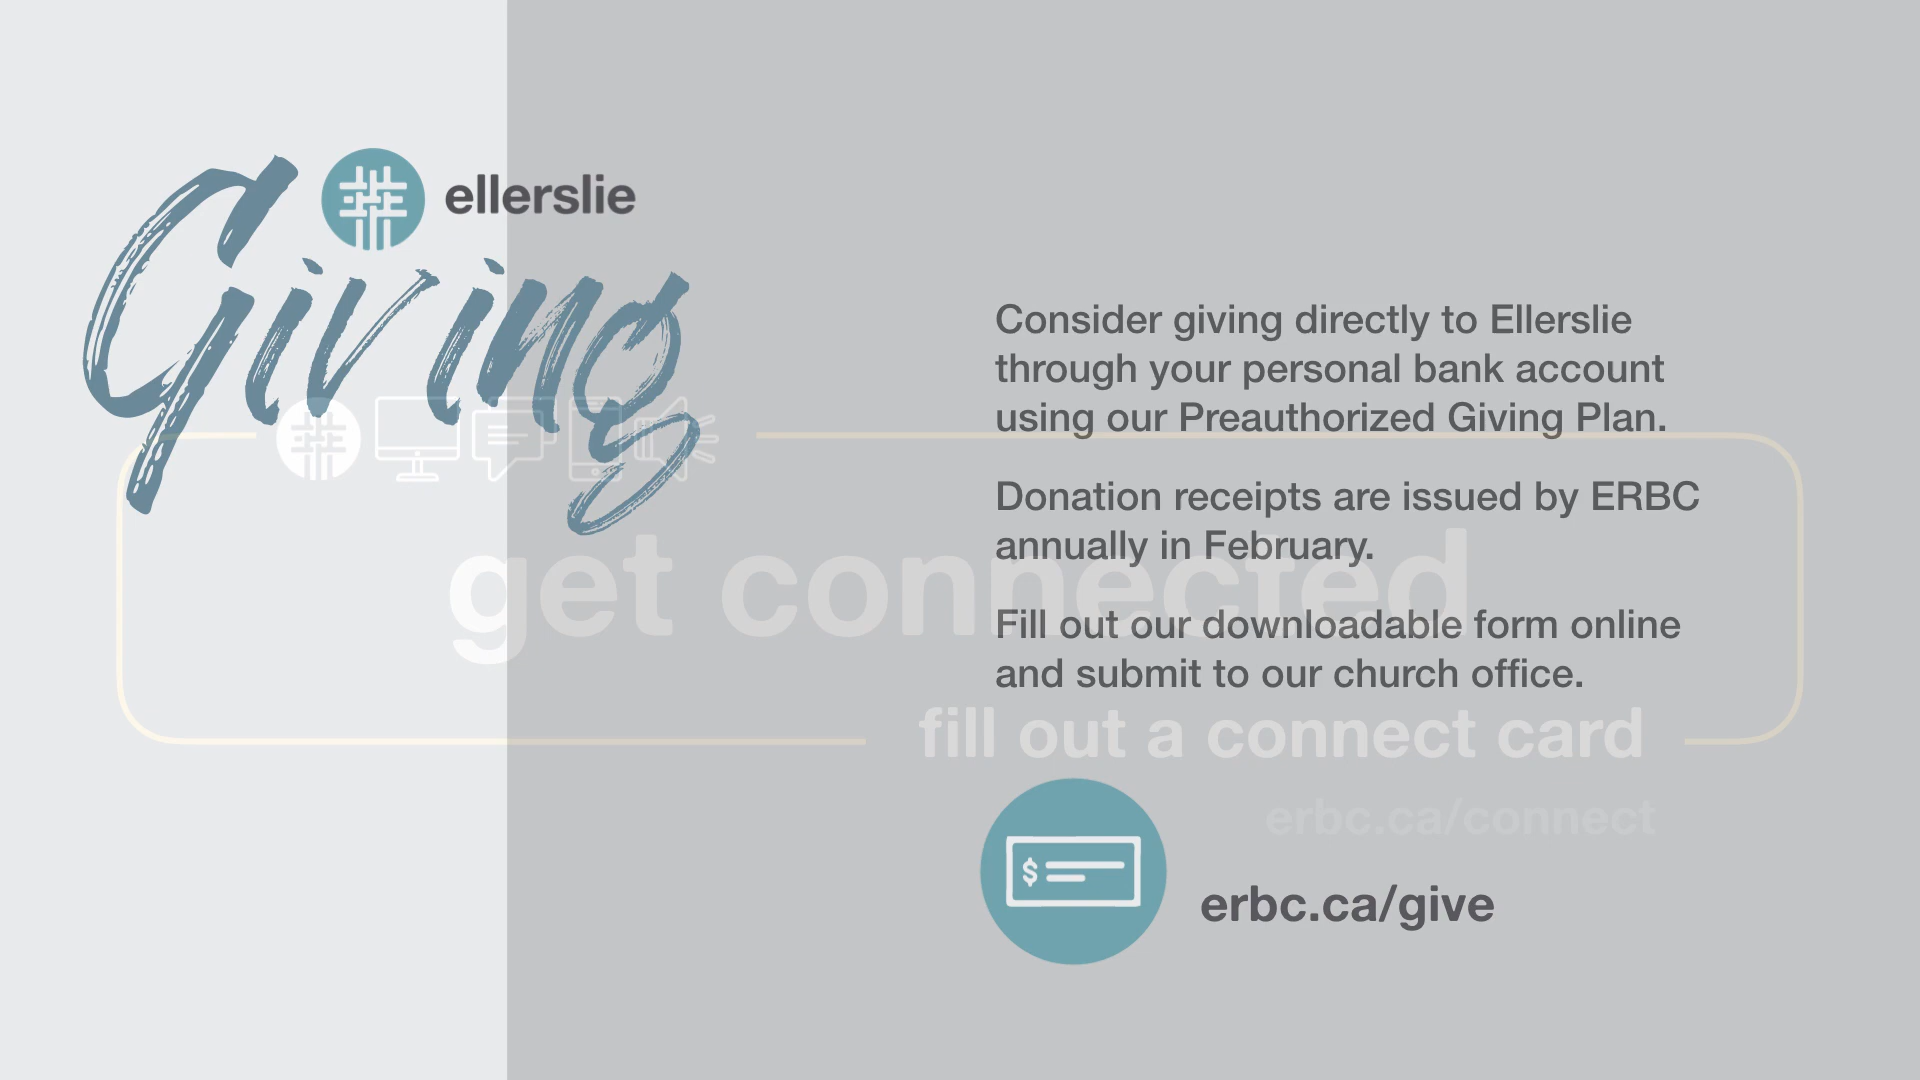 Giving
ellerslie
Consider giving directly to Ellerslie
through your personal bank account
using our Preauthorized Giving Plan.
Donation receipts are issued by ERBC
annually in February.
get connected
Fill out our downloadable form online
and submit to our church office.
fill out a connect card
erbc.ca/connect
$
erbc.ca/give